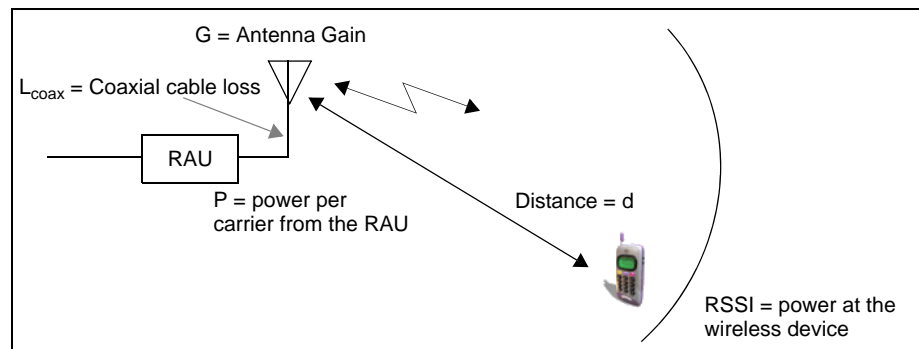 G = Antenna Gain
Lcoax = Coaxial cable loss
RAU
P = power per
carrier from the RAU
Distance = d
RSSI = power at the
wireless device